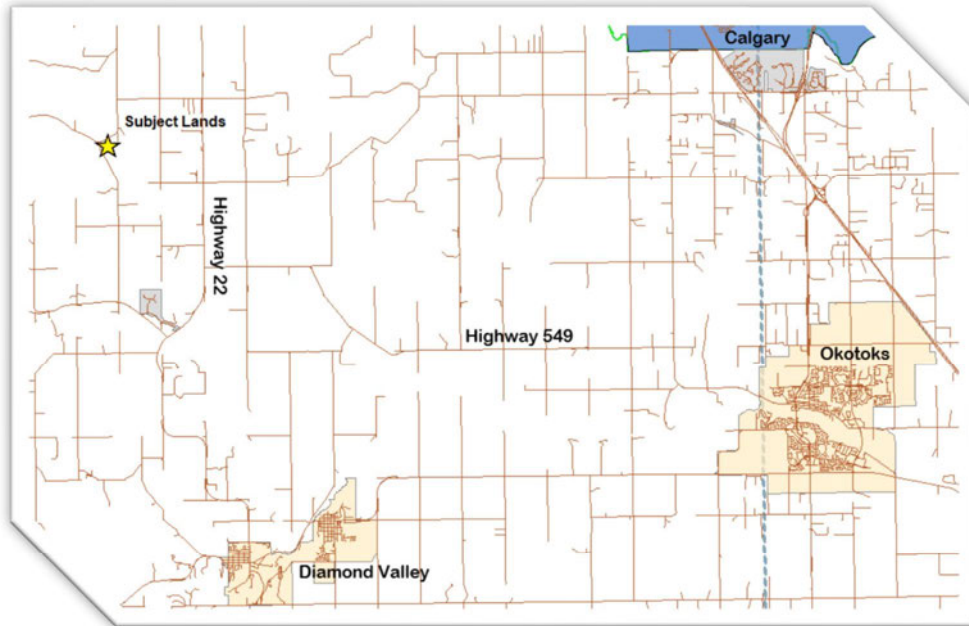 Calgary
Subject Lands
Highway 22
Highway 549
Okotoks
Diamond Valley